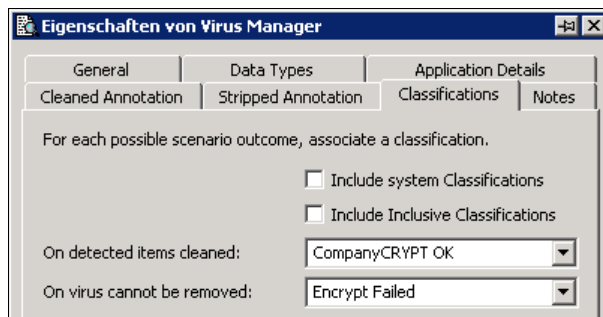 Eigenschaften von Virus Manager
General Data Types Application Details
Cleaned Annotation Stripped Annotation Classifications Notes
For each possible scenario outcome, associate a classification.
Include system Classifications
Include Inclusive Classifications
On detected items cleaned: CompanyCRYPT OK
On virus cannot be removed: Encrypt Failed